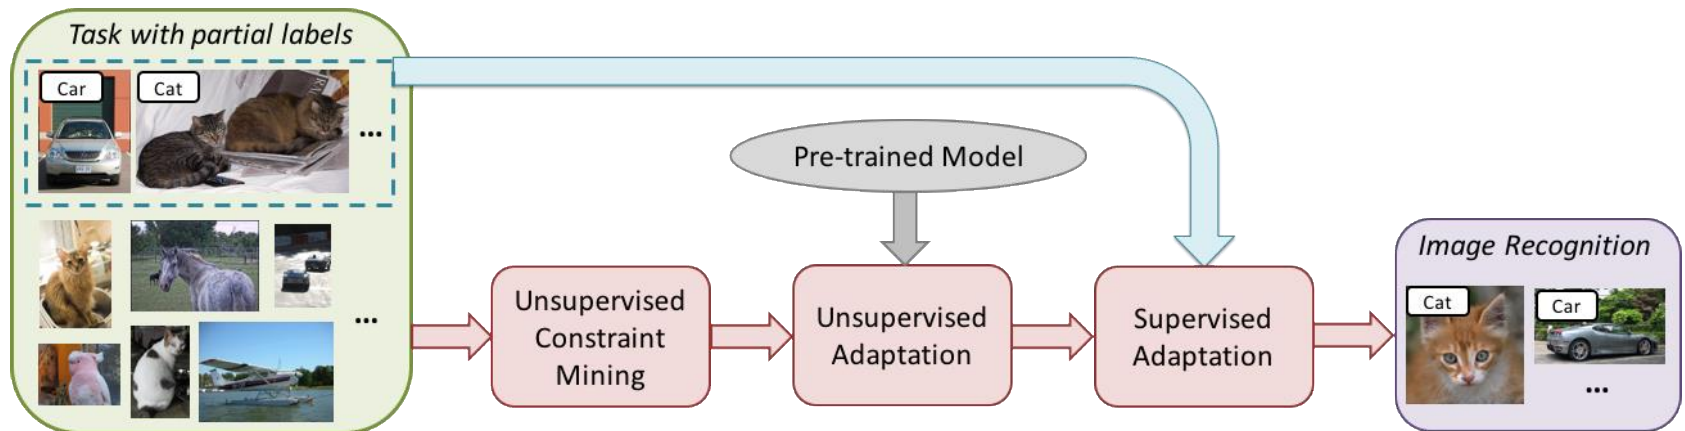 Task with partial labels
Car
Cat
...
...
Pre-trained Model
Unsupervised
Constraint
Mining
Unsupervised
Adaptation
Supervised
Adaptation
Image Recognition
Cat
Car
...